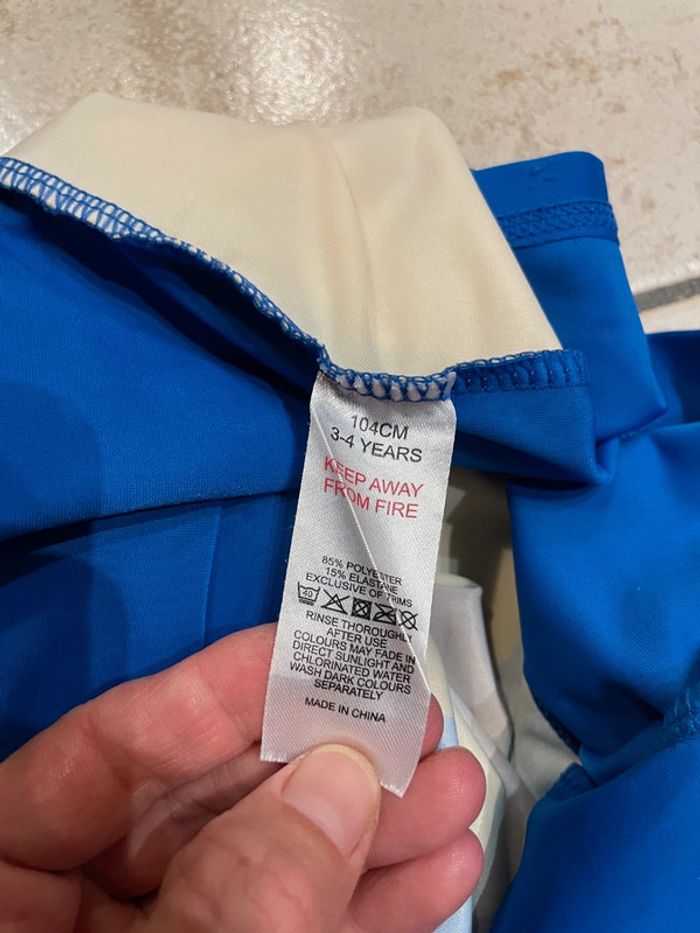 104CM
3-4 YEARS
KEEP AWAY
FROM FIRE
85% POLYESTER
15% ELASTANE
EXCLUSIVE OF TRIMS
40
RINSE THOROUGHLY
AFTER USE
COLOURS MAY FADE IN
DIRECT SUNLIGHT AND
CHLORINATED WATER
WASH DARK COLOURS
SEPARATELY
MADE IN CHINA